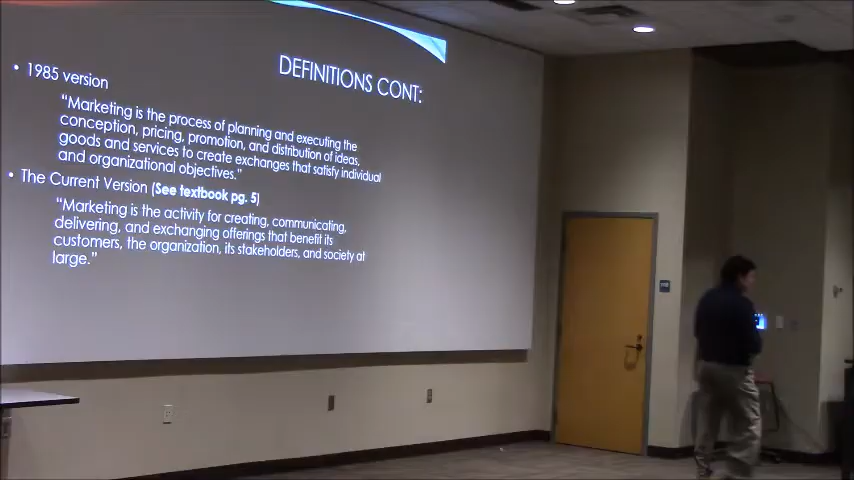 DEFINITIONS CONT:
• 1985 version
“Marketing is the process of planning and executing the
conception, pricing, promotion, and distribution of ideas,
goods and services to create exchanges that satisfy individual
and organizational objectives.”
• The Current Version (See textbook pg. 5)
“Marketing is the activity for creating, communicating,
delivering, and exchanging offerings that benefit its
customers, the organization, its stakeholders, and society at
large.”